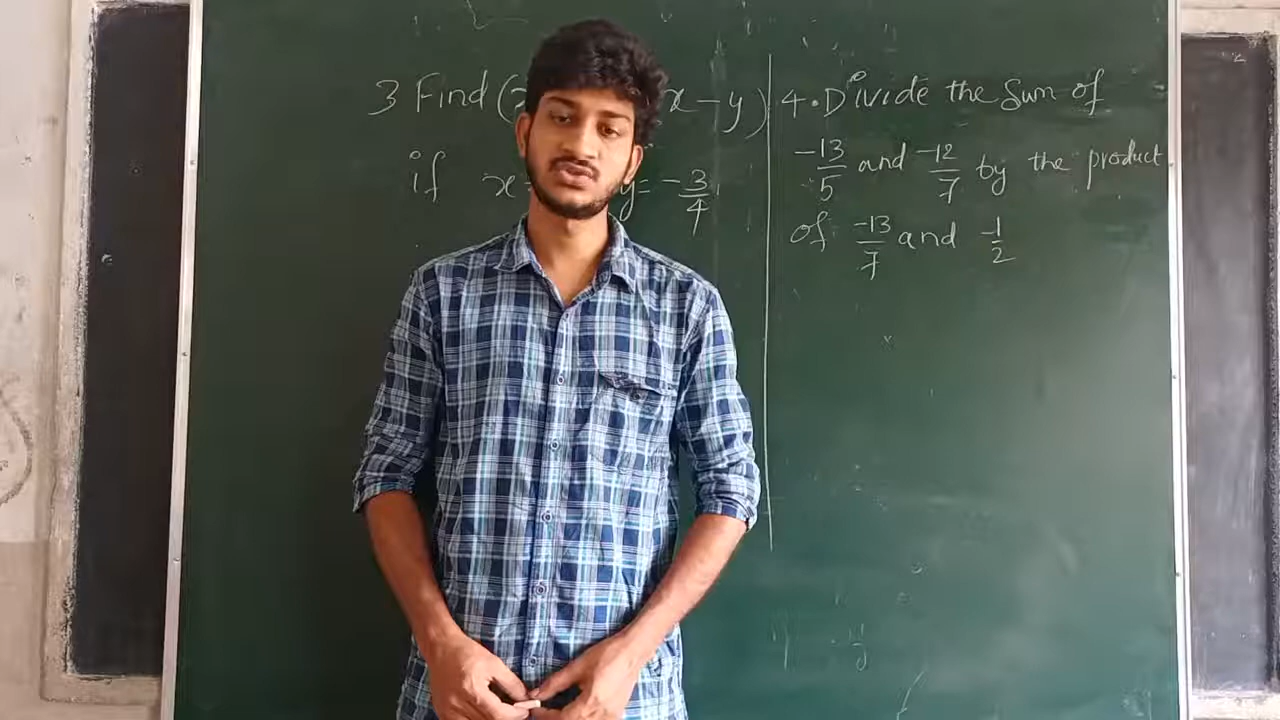 3 Find ( x - y )
if x y = -3/4
4. Divide the Sum of
-13/5 and -12/7 by the product
of -13/7 and -1/2